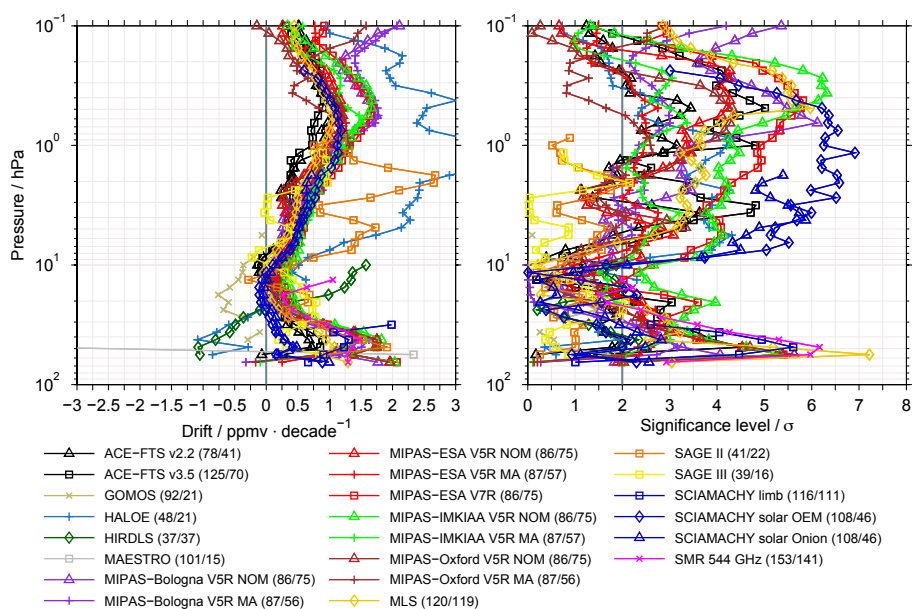 10⁻¹
10⁰
10¹
10²
Pressure / hPa
−3 −2.5 −2 −1.5 −1 −0.5 0 0.5 1 1.5 2 2.5 3
Drift / ppmv · decade⁻¹
10⁻¹
10⁰
10¹
10²
0 1 2 3 4 5 6 7 8
Significance level / σ
ACE−FTS v2.2 (78/41)
ACE−FTS v3.5 (125/70)
GOMOS (92/21)
HALOE (48/21)
HIRDLS (37/37)
MAESTRO (101/15)
MIPAS−Bologna V5R NOM (86/75)
MIPAS−Bologna V5R MA (87/56)
MIPAS−ESA V5R NOM (86/75)
MIPAS−ESA V5R MA (87/57)
MIPAS−ESA V7R (86/75)
MIPAS−IMKIAA V5R NOM (86/75)
MIPAS−IMKIAA V5R MA (87/57)
MIPAS−Oxford V5R NOM (86/75)
MIPAS−Oxford V5R MA (87/56)
MLS (120/119)
SAGE II (41/22)
SAGE III (39/16)
SCIAMACHY limb (116/111)
SCIAMACHY solar OEM (108/46)
SCIAMACHY solar Onion (108/46)
SMR 544 GHz (153/141)